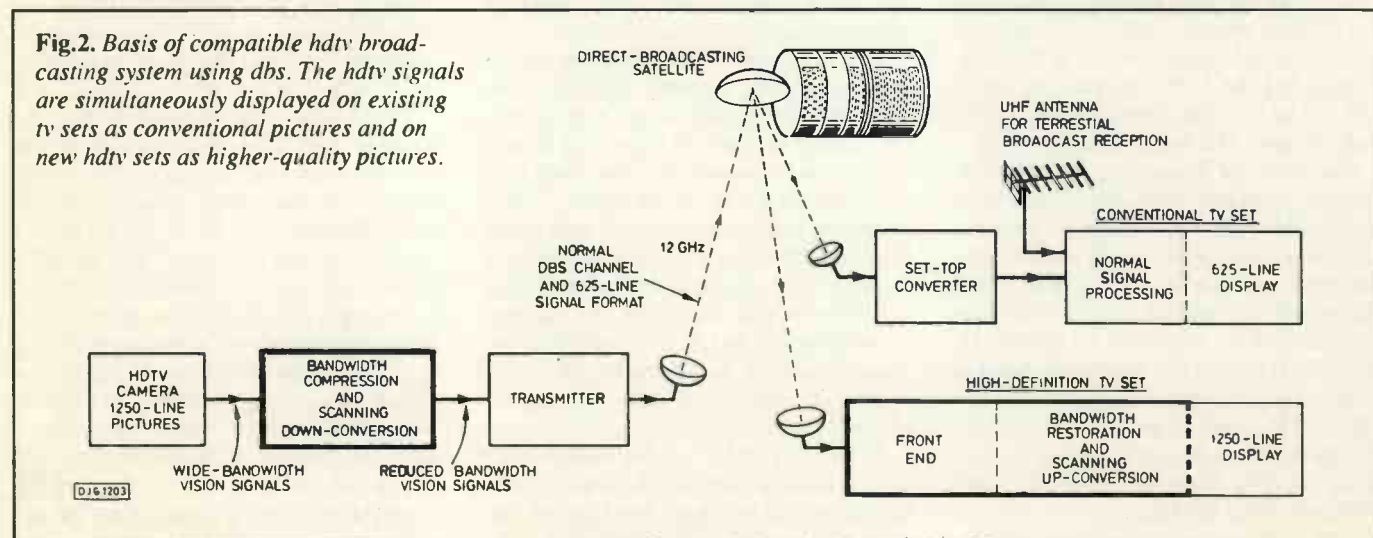 Fig.2. Basis of compatible hdtv broad-
casting system using dbs. The hdtv signals
are simultaneously displayed on existing
tv sets as conventional pictures and on
new hdtv sets as higher-quality pictures.
DIRECT-BROADCASTING
SATELLITE
UHF ANTENNA
FOR TERRESTIAL
BROADCAST RECEPTION
CONVENTIONAL TV SET
NORMAL
DBS CHANNEL
AND 625-LINE
SIGNAL FORMAT
12 GHz
SET-TOP
CONVERTER
NORMAL
SIGNAL
PROCESSING
625-LINE
DISPLAY
HDTV
CAMERA
1250-LINE
PICTURES
BANDWIDTH
COMPRESSION
AND
SCANNING
DOWN-CONVERSION
TRANSMITTER
WIDE-BANDWIDTH
VISION SIGNALS
REDUCED BANDWIDTH
VISION SIGNALS
HIGH-DEFINITION TV SET
FRONT
END
BANDWIDTH
RESTORATION
AND
SCANNING
UP-CONVERSION
1250-LINE
DISPLAY
DJG1203